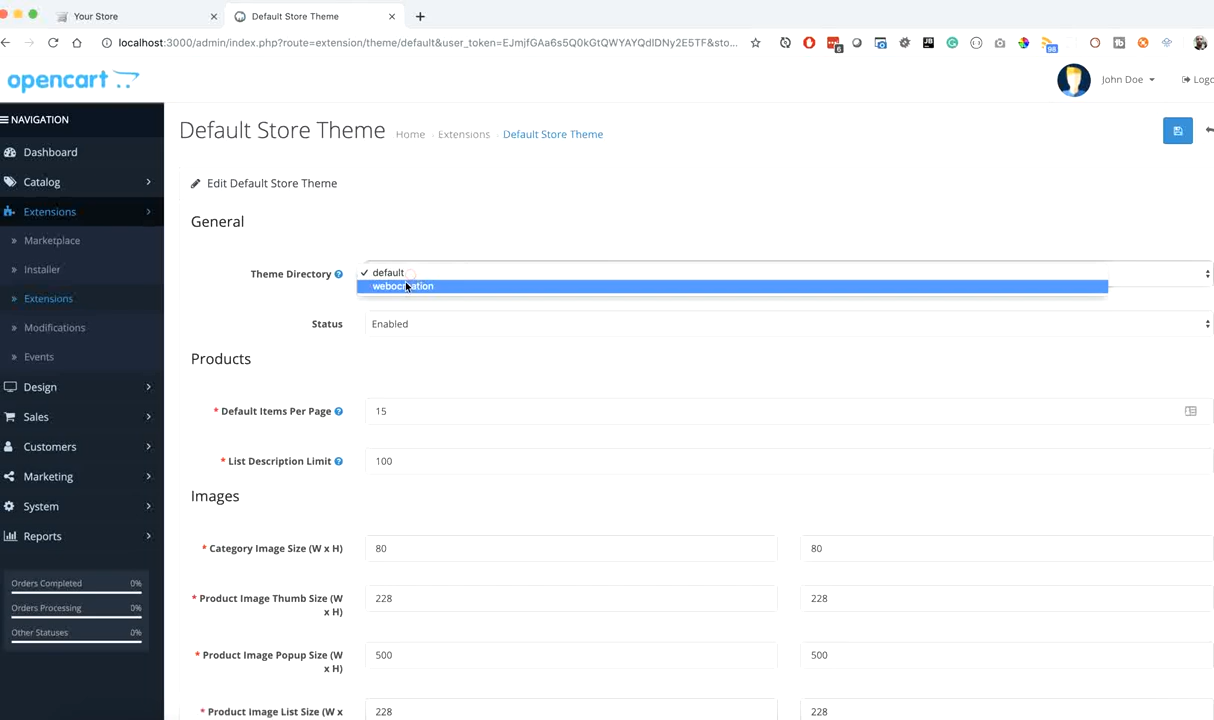 Your Store
Default Store Theme
localhost:3000/admin/index.php?route=extension/theme/default&user_token=EJmjfGAa6s5Q0kGtQWYAYQdlDNy2E5TF&sto...
6
JB
98
opencart
John Doe
Logo
NAVIGATION
Default Store Theme
Home
Extensions
Default Store Theme
Dashboard
Catalog
Extensions
Marketplace
Installer
Extensions
Modifications
Events
Design
Sales
Customers
Marketing
System
Reports
Orders Completed 0%
Orders Processing 0%
Other Statuses 0%
Edit Default Store Theme
General
Theme Directory
default
webocreation
Status
Enabled
Products
* Default Items Per Page
15
* List Description Limit
100
Images
* Category Image Size (W x H)
80
80
* Product Image Thumb Size (W
x H)
228
228
* Product Image Popup Size (W
x H)
500
500
* Product Image List Size (W x
228
228